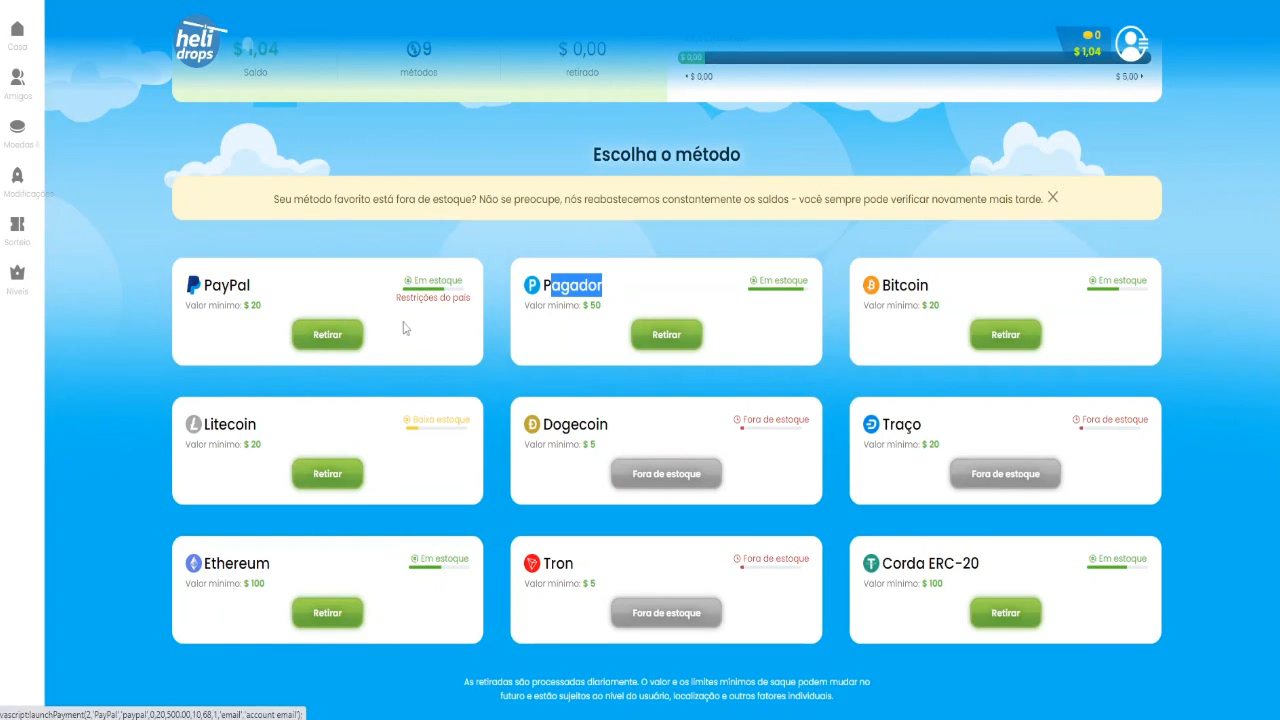 Casa
Amigos
Moedas
Modificações
Sorteio
Níveis
heli drops
$ 1,04
Saldo
9
métodos
$ 0,00
retirado
$ 0,00
$ 0,00
$ 5,00
0
$ 1,04
Escolha o método
Seu método favorito está fora de estoque? Não se preocupe, nós reabastecemos constantemente os saldos - você sempre pode verificar novamente mais tarde.
PayPal
Em estoque
Restrições do país
Valor mínimo: $ 20
Retirar
Pagador
Em estoque
Valor mínimo: $ 50
Retirar
Bitcoin
Em estoque
Valor mínimo: $ 20
Retirar
Litecoin
Baixo estoque
Valor mínimo: $ 20
Retirar
Dogecoin
Fora de estoque
Valor mínimo: $ 5
Fora de estoque
Traço
Fora de estoque
Valor mínimo: $ 20
Fora de estoque
Ethereum
Em estoque
Valor mínimo: $ 100
Retirar
Tron
Fora de estoque
Valor mínimo: $ 5
Fora de estoque
Corda ERC-20
Em estoque
Valor mínimo: $ 100
Retirar
As retiradas são processadas diariamente. O valor e os limites mínimos de saque podem mudar no
futuro e estão sujeitos ao nível do usuário, localização e outros fatores individuais.
vascript:launchPayment(2,'PayPal','paypal',0,20,500.00,10,68,1,'email','account email');